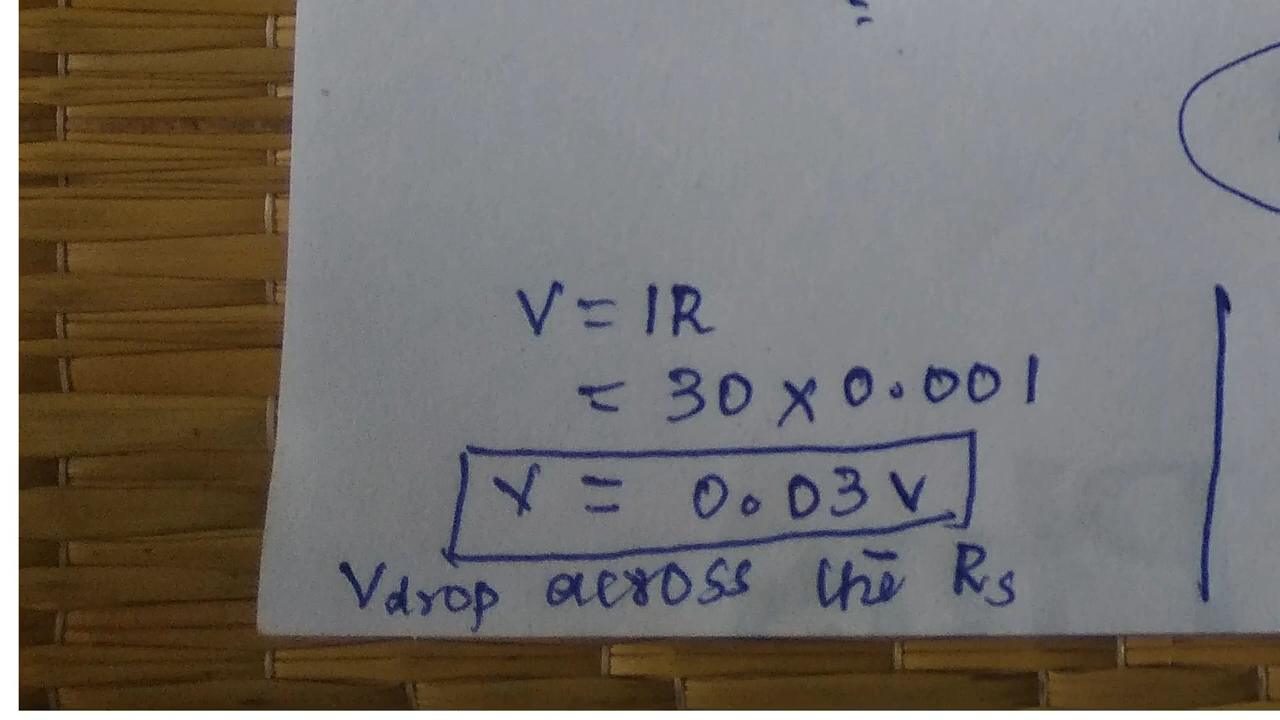 V = IR
= 30 x 0.001
V = 0.03 V
Vdrop across the Rs